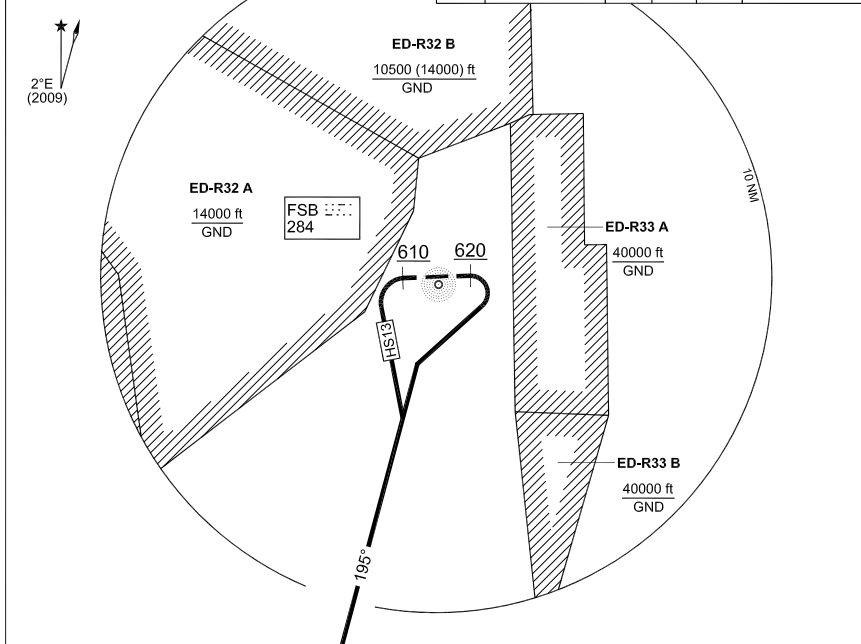 ED-R32 B
10500 (14000) ft
GND
2°E
(2009)
10 NM
ED-R32 A
14000 ft
GND
FSB
284
ED-R33 A
40000 ft
GND
610
620
HS13
ED-R33 B
40000 ft
GND
195°